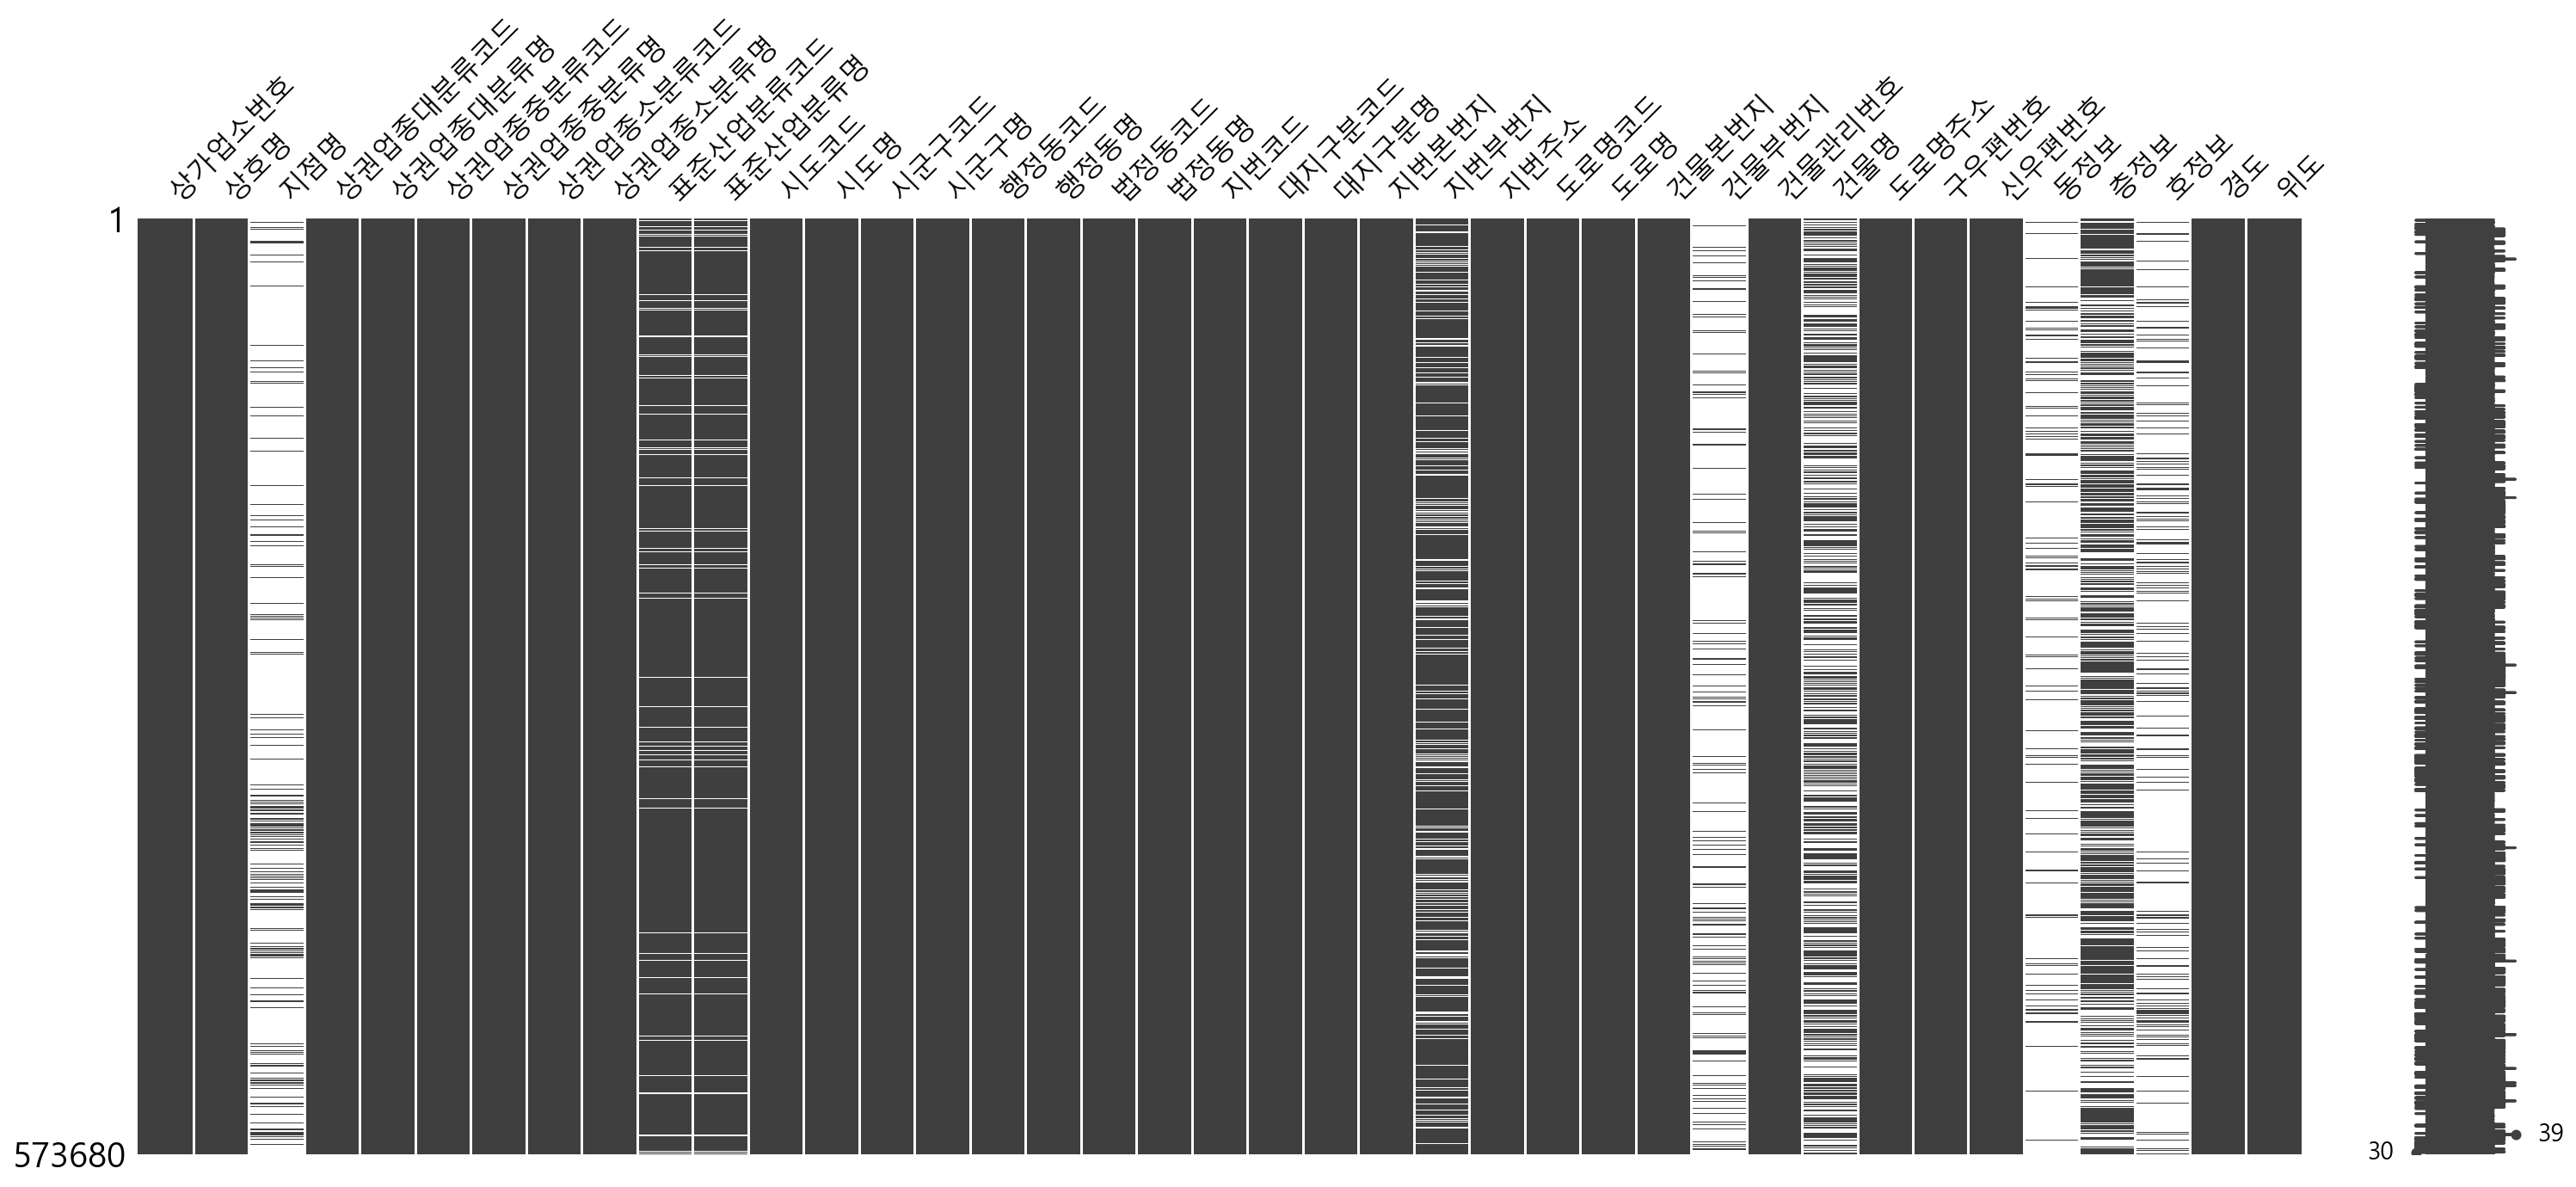 상가업소번호
상호명
지점명
상권업종대분류코드
상권업종대분류명
상권업종중분류코드
상권업종중분류명
상권업종소분류코드
상권업종소분류명
표준산업분류코드
표준산업분류명
시도코드
시도명
시군구코드
시군구명
행정동코드
행정동명
법정동코드
법정동명
지번코드
대지구분코드
대지구분명
지번본번지
지번부번지
지번주소
도로명코드
도로명
건물본번지
건물부번지
건물관리번호
건물명
도로명주소
구우편번호
신우편번호
동정보
층정보
호정보
경도
위도
1
573680
30
39